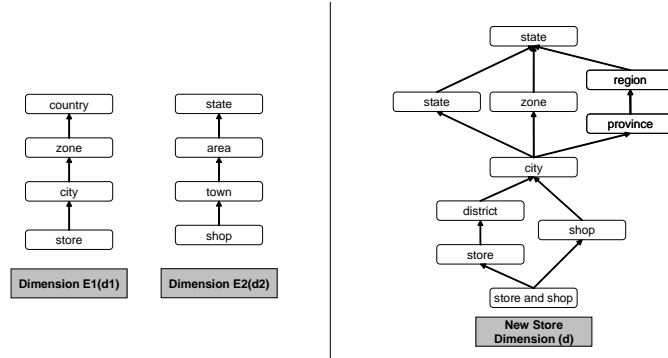 country
zone
city
store
Dimension E1(d1)
state
area
town
shop
Dimension E2(d2)
state
state
zone
region
province
city
district
shop
store
store and shop
New Store
Dimension (d)